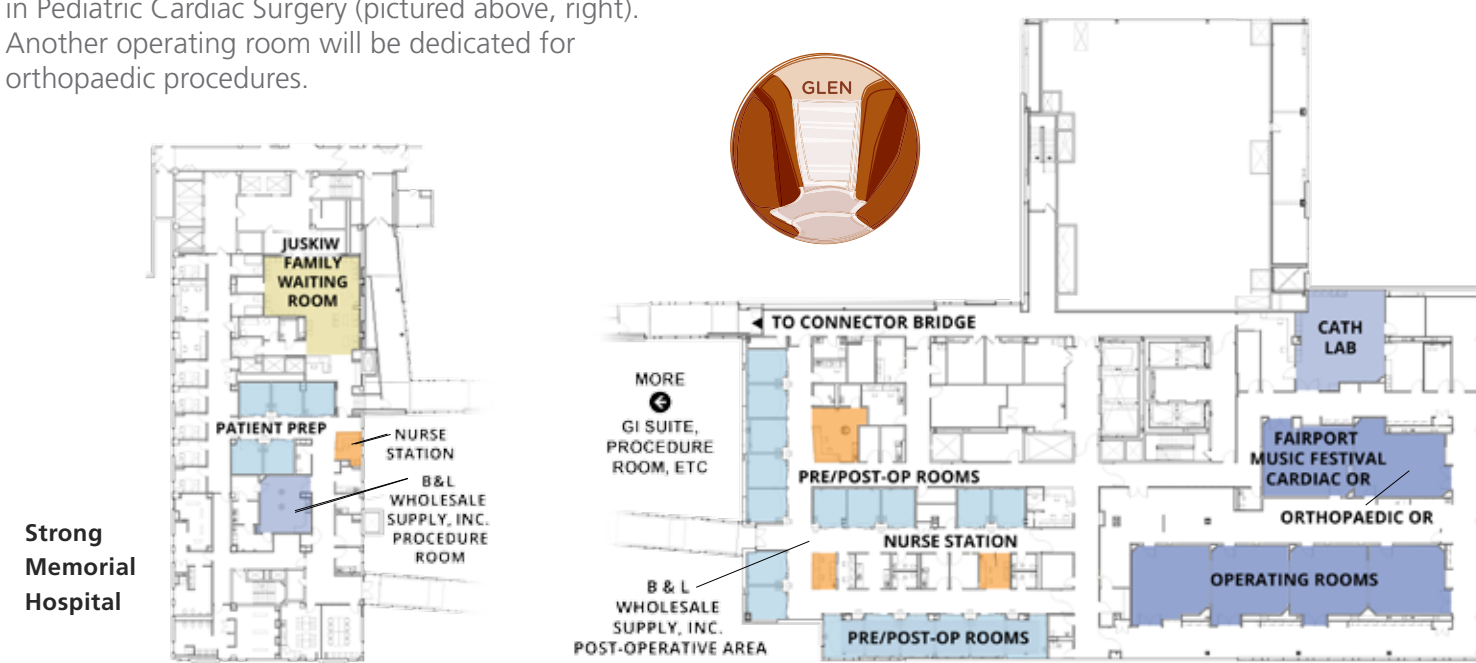 in Pediatric Cardiac Surgery (pictured above, right).
Another operating room will be dedicated for
orthopaedic procedures.
GLEN
JUSKIW
FAMILY
WAITING
ROOM
PATIENT PREP
NURSE
STATION
B&L
WHOLESALE
SUPPLY, INC.
PROCEDURE
ROOM
Strong
Memorial
Hospital
TO CONNECTOR BRIDGE
MORE
GI SUITE,
PROCEDURE
ROOM, ETC
PRE/POST-OP ROOMS
NURSE STATION
B & L
WHOLESALE
SUPPLY, INC.
POST-OPERATIVE AREA
PRE/POST-OP ROOMS
CATH
LAB
FAIRPORT
MUSIC FESTIVAL
CARDIAC OR
ORTHOPAEDIC OR
OPERATING ROOMS